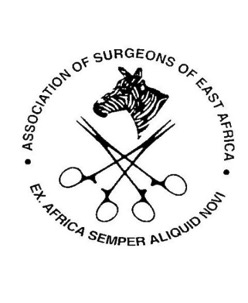 ASSOCIATION OF SURGEONS OF EAST AFRICA
EX. AFRICA SEMPER ALIQUID NOVI